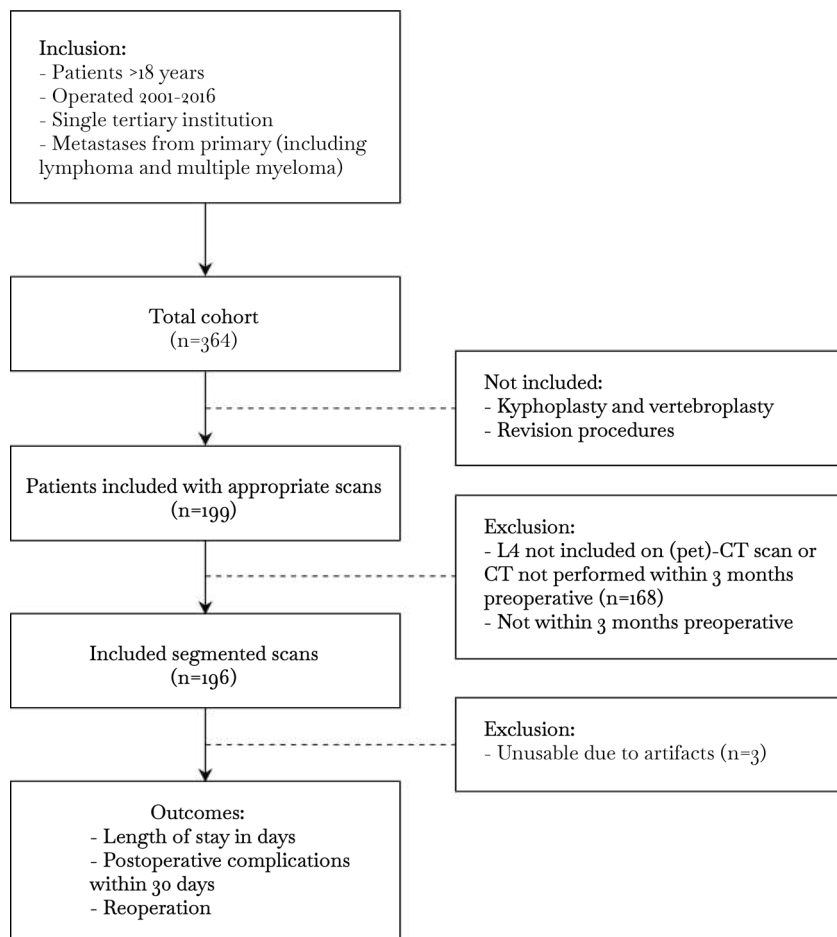 Inclusion:
- Patients >18 years
- Operated 2001-2016
- Single tertiary institution
- Metastases from primary (including
lymphoma and multiple myeloma)
Total cohort
(n=364)
Not included:
- Kyphoplasty and vertebroplasty
- Revision procedures
Patients included with appropriate scans
(n=199)
Exclusion:
- L4 not included on (pet)-CT scan or
CT not performed within 3 months
preoperative (n=168)
- Not within 3 months preoperative
Included segmented scans
(n=196)
Exclusion:
- Unusable due to artifacts (n=3)
Outcomes:
- Length of stay in days
- Postoperative complications
within 30 days
- Reoperation